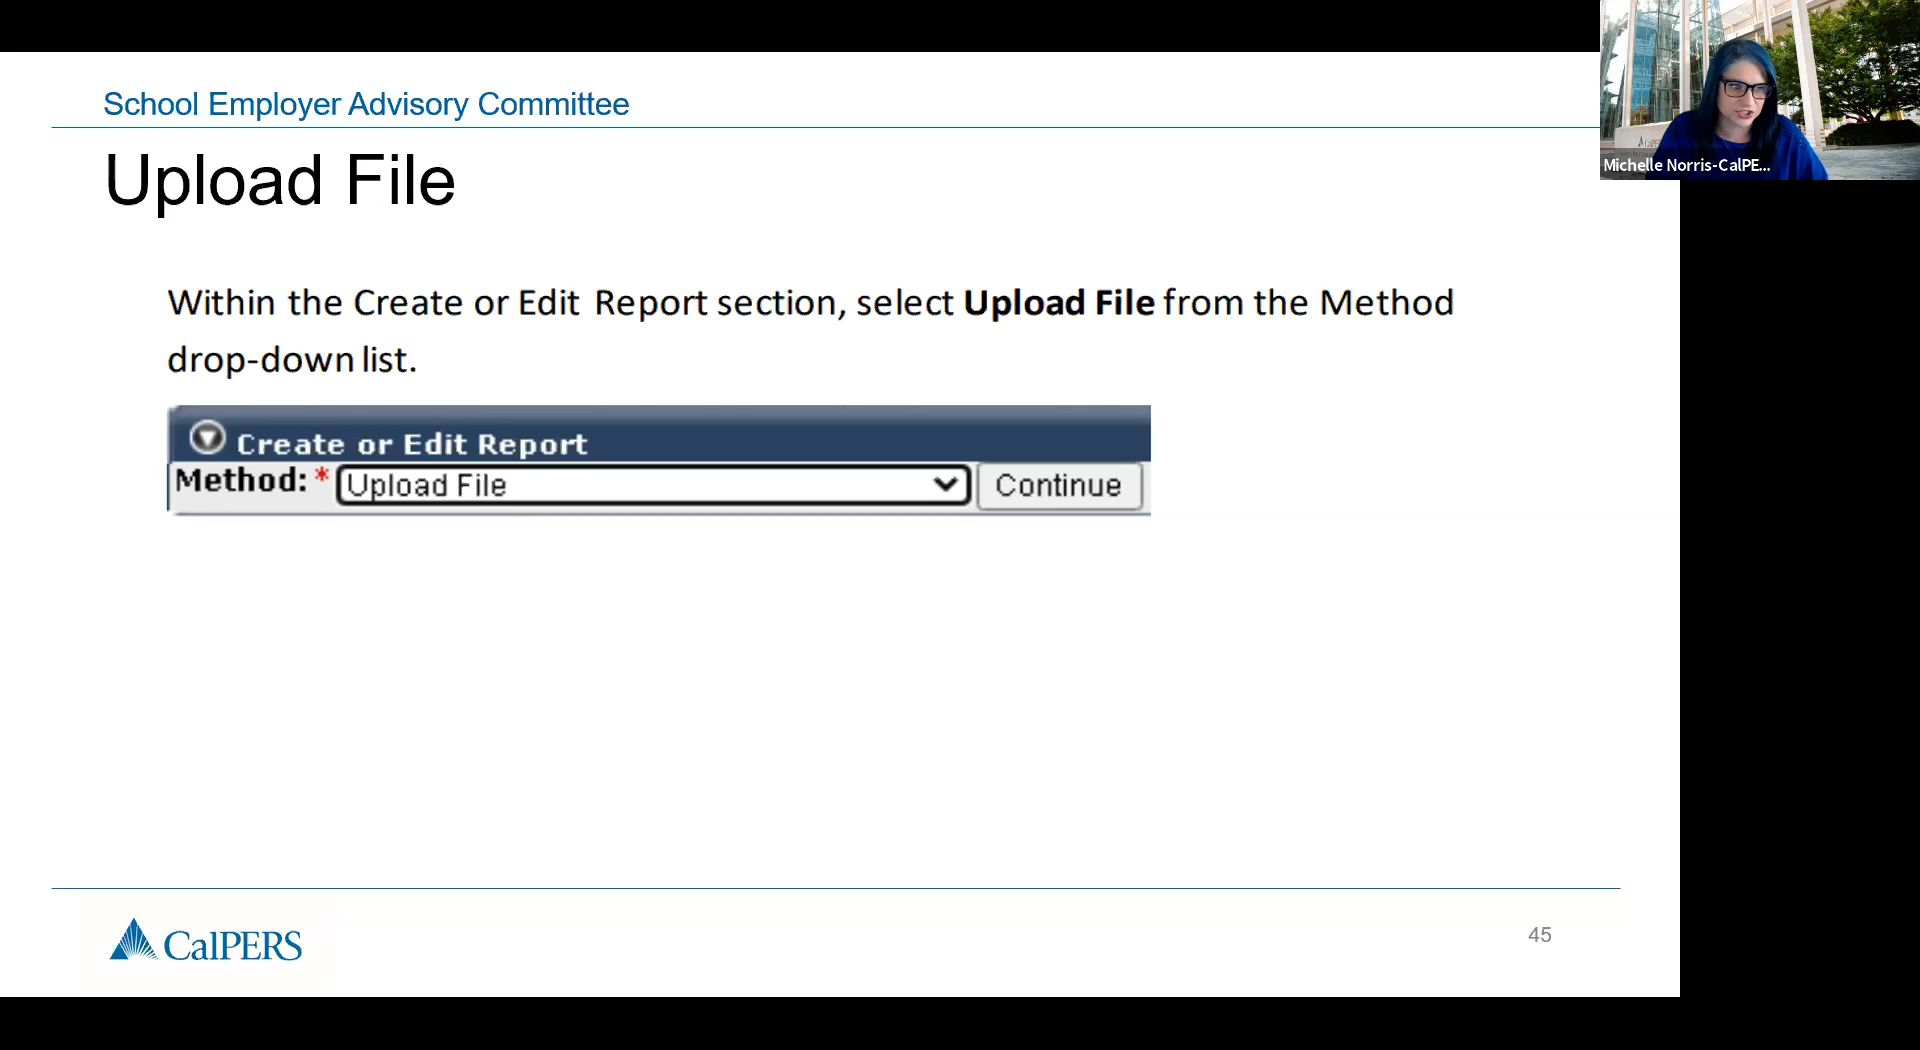 School Employer Advisory Committee
Upload File
Within the Create or Edit Report section, select Upload File from the Method
drop-down list.
Create or Edit Report
Method: * Upload File Continue
CalPERS
45
Michelle Norris-CalPE...